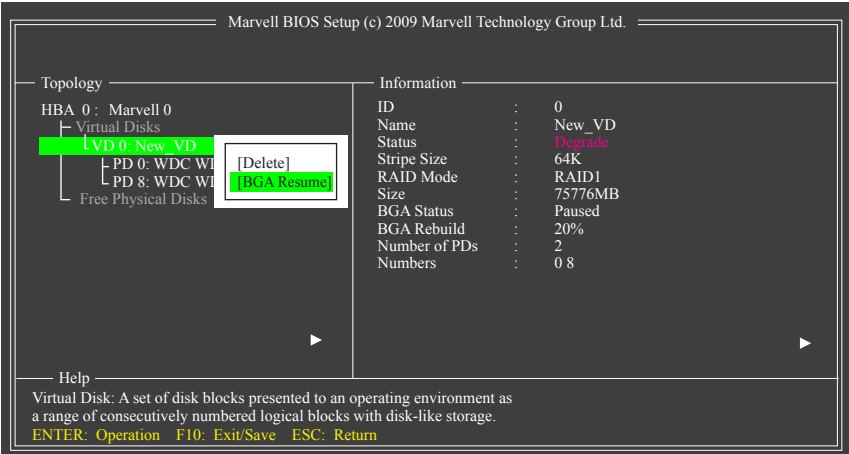 Marvell BIOS Setup (c) 2009 Marvell Technology Group Ltd.
Topology
HBA 0 : Marvell 0
Virtual Disks
VD 0: New_VD
PD 0: WDC WD
PD 8: WDC WD
Free Physical Disks
[Delete]
[BGA Resume]
Information
ID : 0
Name : New_VD
Status : Degrade
Stripe Size : 64K
RAID Mode : RAID1
Size : 75776MB
BGA Status : Paused
BGA Rebuild : 20%
Number of PDs : 2
Numbers : 0 8
Help
Virtual Disk: A set of disk blocks presented to an operating environment as
a range of consecutively numbered logical blocks with disk-like storage.
ENTER: Operation F10: Exit/Save ESC: Return